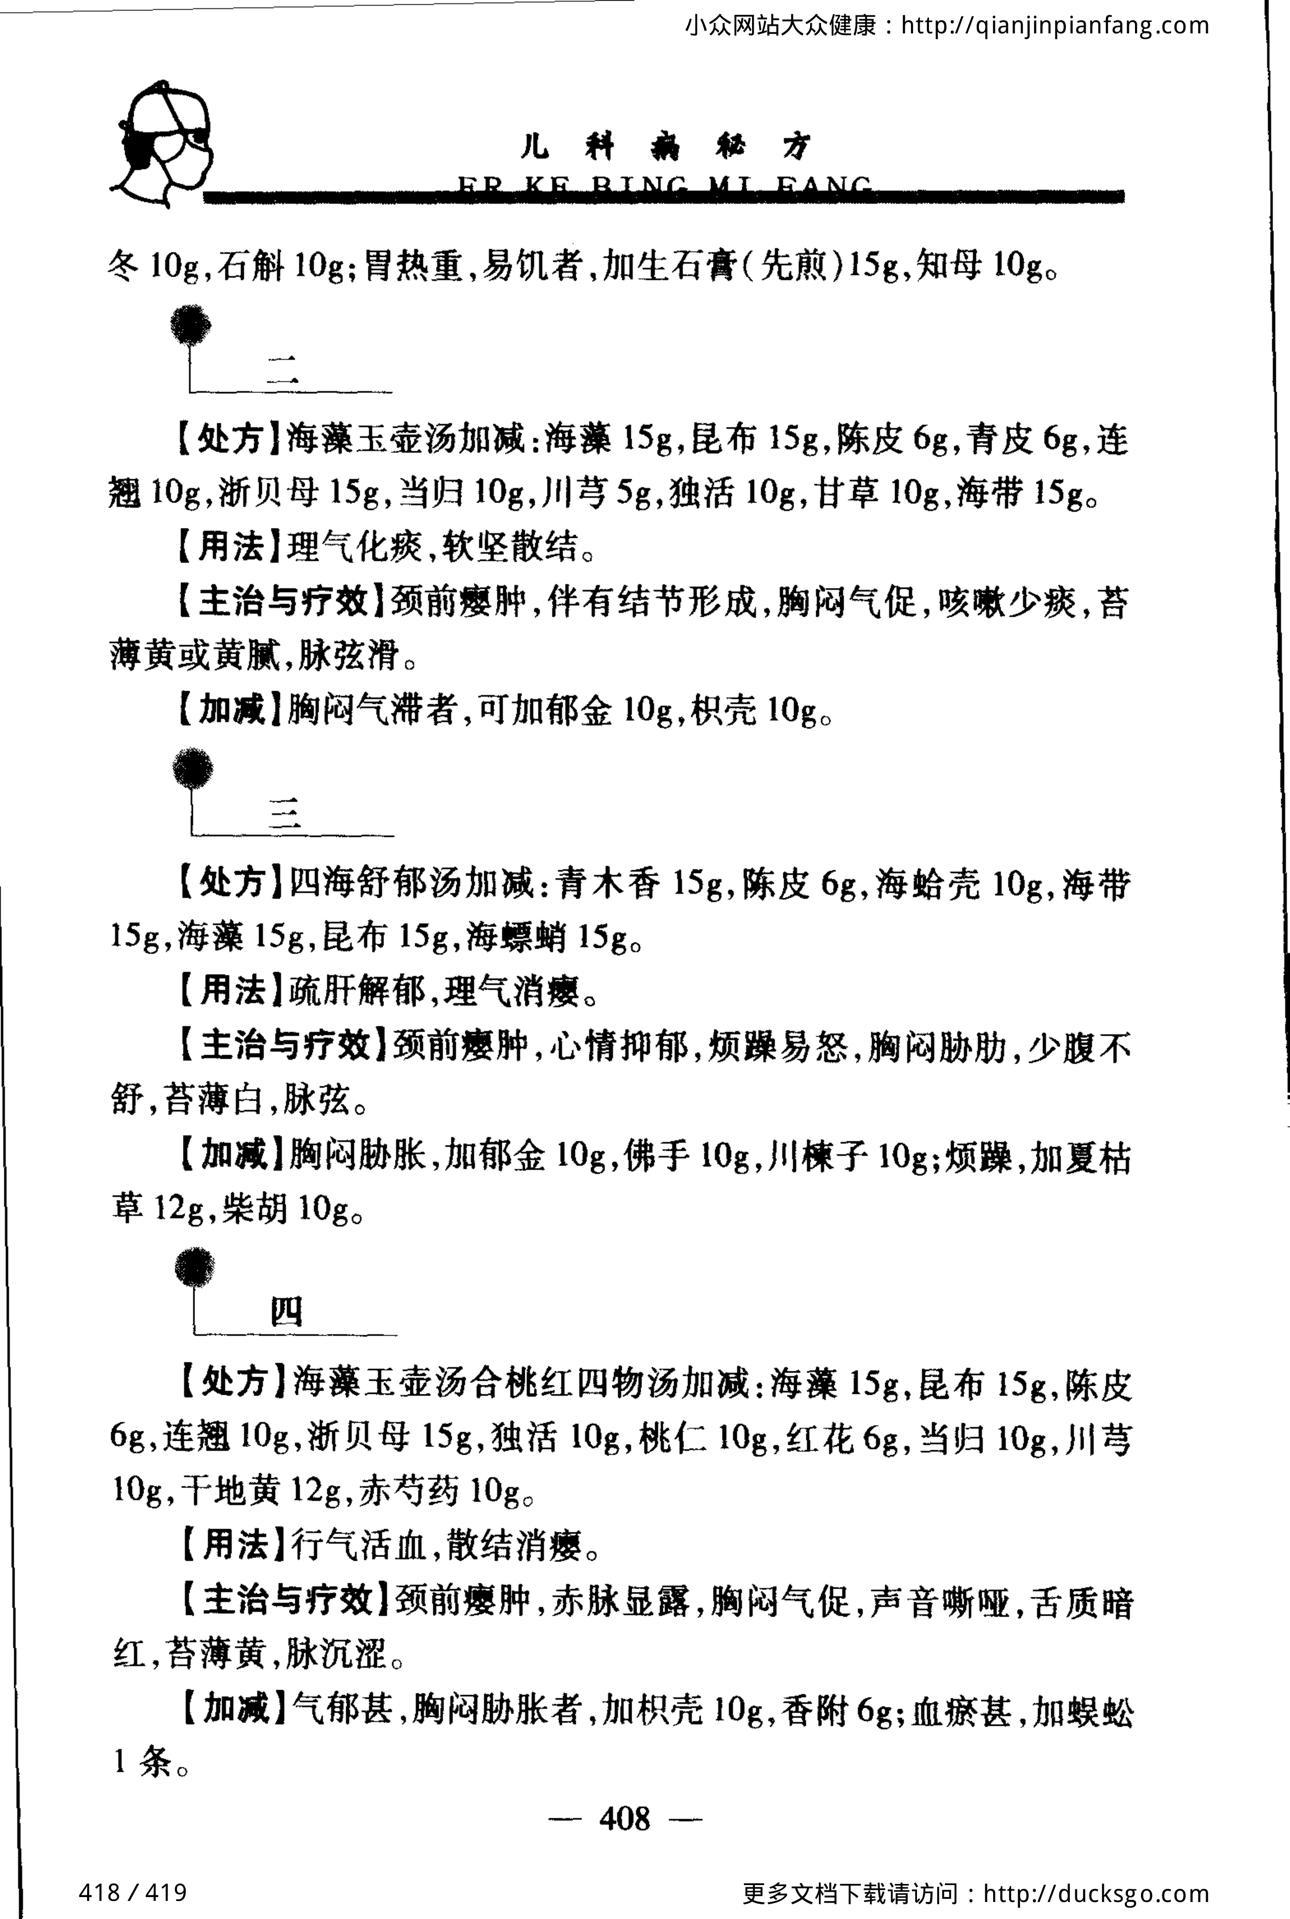 小众网站大众健康：http://qianjinpianfang.com
儿科病秘方
ER KE BING MI FANG
冬 10g,石斛 10g;胃热重,易饥者,加生石膏(先煎)15g,知母 10g。
二
【处方】海藻玉壶汤加减:海藻 15g,昆布 15g,陈皮 6g,青皮 6g,连
翘 10g,浙贝母 15g,当归 10g,川芎 5g,独活 10g,甘草 10g,海带 15g。
【用法】理气化痰,软坚散结。
【主治与疗效】颈前瘿肿,伴有结节形成,胸闷气促,咳嗽少痰,苔
薄黄或黄腻,脉弦滑。
【加减】胸闷气滞者,可加郁金 10g,枳壳 10g。
三
【处方】四海舒郁汤加减:青木香 15g,陈皮 6g,海蛤壳 10g,海带
15g,海藻 15g,昆布 15g,海螵蛸 15g。
【用法】疏肝解郁,理气消瘿。
【主治与疗效】颈前瘿肿,心情抑郁,烦躁易怒,胸闷胁肋,少腹不
舒,苔薄白,脉弦。
【加减】胸闷胁胀,加郁金 10g,佛手 10g,川楝子 10g;烦躁,加夏枯
草 12g,柴胡 10g。
四
【处方】海藻玉壶汤合桃红四物汤加减:海藻 15g,昆布 15g,陈皮
6g,连翘 10g,浙贝母 15g,独活 10g,桃仁 10g,红花 6g,当归 10g,川芎
10g,干地黄 12g,赤芍药 10g。
【用法】行气活血,散结消瘿。
【主治与疗效】颈前瘿肿,赤脉显露,胸闷气促,声音嘶哑,舌质暗
红,苔薄黄,脉沉涩。
【加减】气郁甚,胸闷胁胀者,加枳壳 10g,香附 6g;血瘀甚,加蜈蚣
1 条。
— 408 —
418 / 419
更多文档下载请访问：http://ducksgo.com